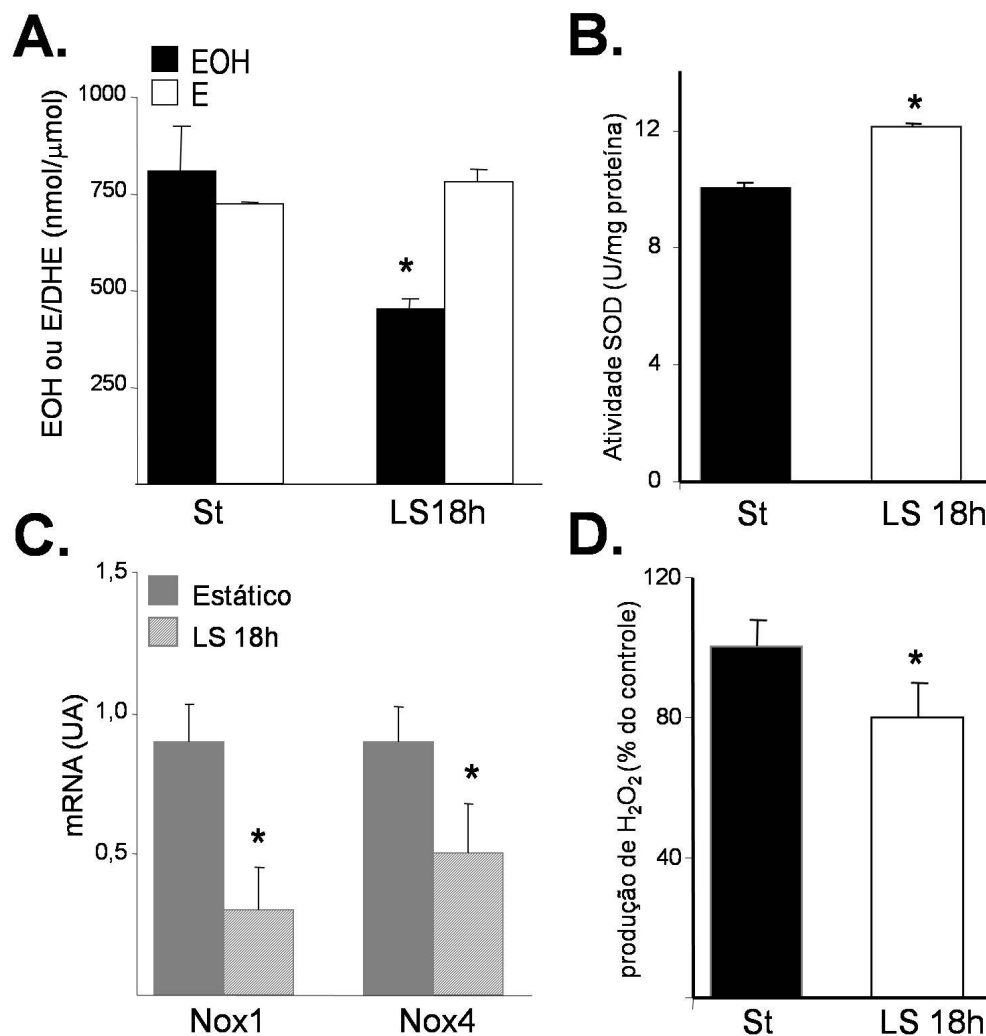 A.
EOH
E
1000
750
500
250
EOH ou E/DHE (nmol/μmol)
*
St
LS18h
B.
12
8
4
0
Atividade SOD (U/mg proteína)
*
St
LS 18h
C.
1,5
1,0
0,5
mRNA (UA)
Estático
LS 18h
*
*
Nox1
Nox4
D.
120
80
40
produção de H₂O₂ (% do controle)
*
St
LS 18h